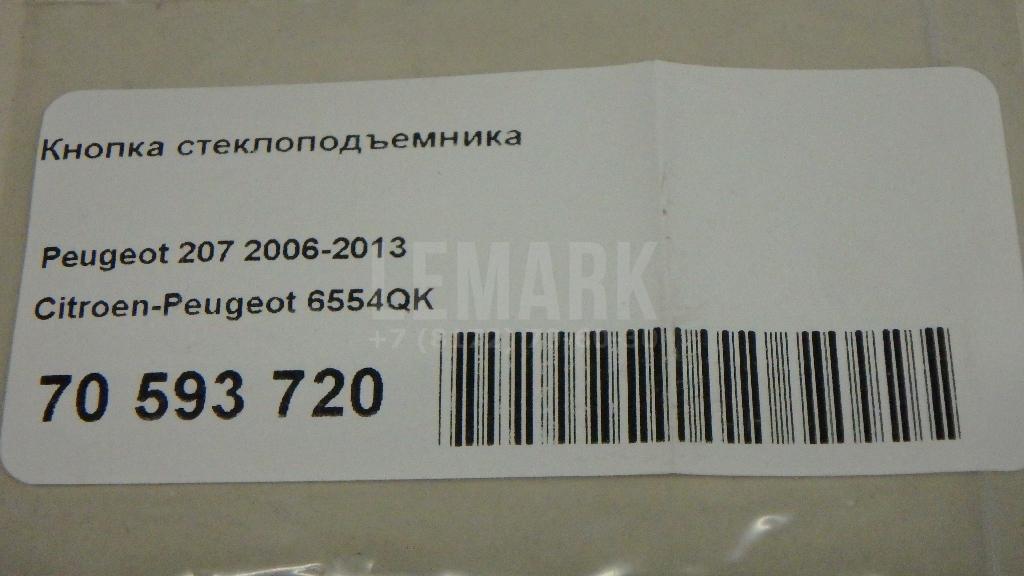 Кнопка стеклоподъемника
Peugeot 207 2006-2013
LEMARK
Citroen-Peugeot 6554QK
70 593 720